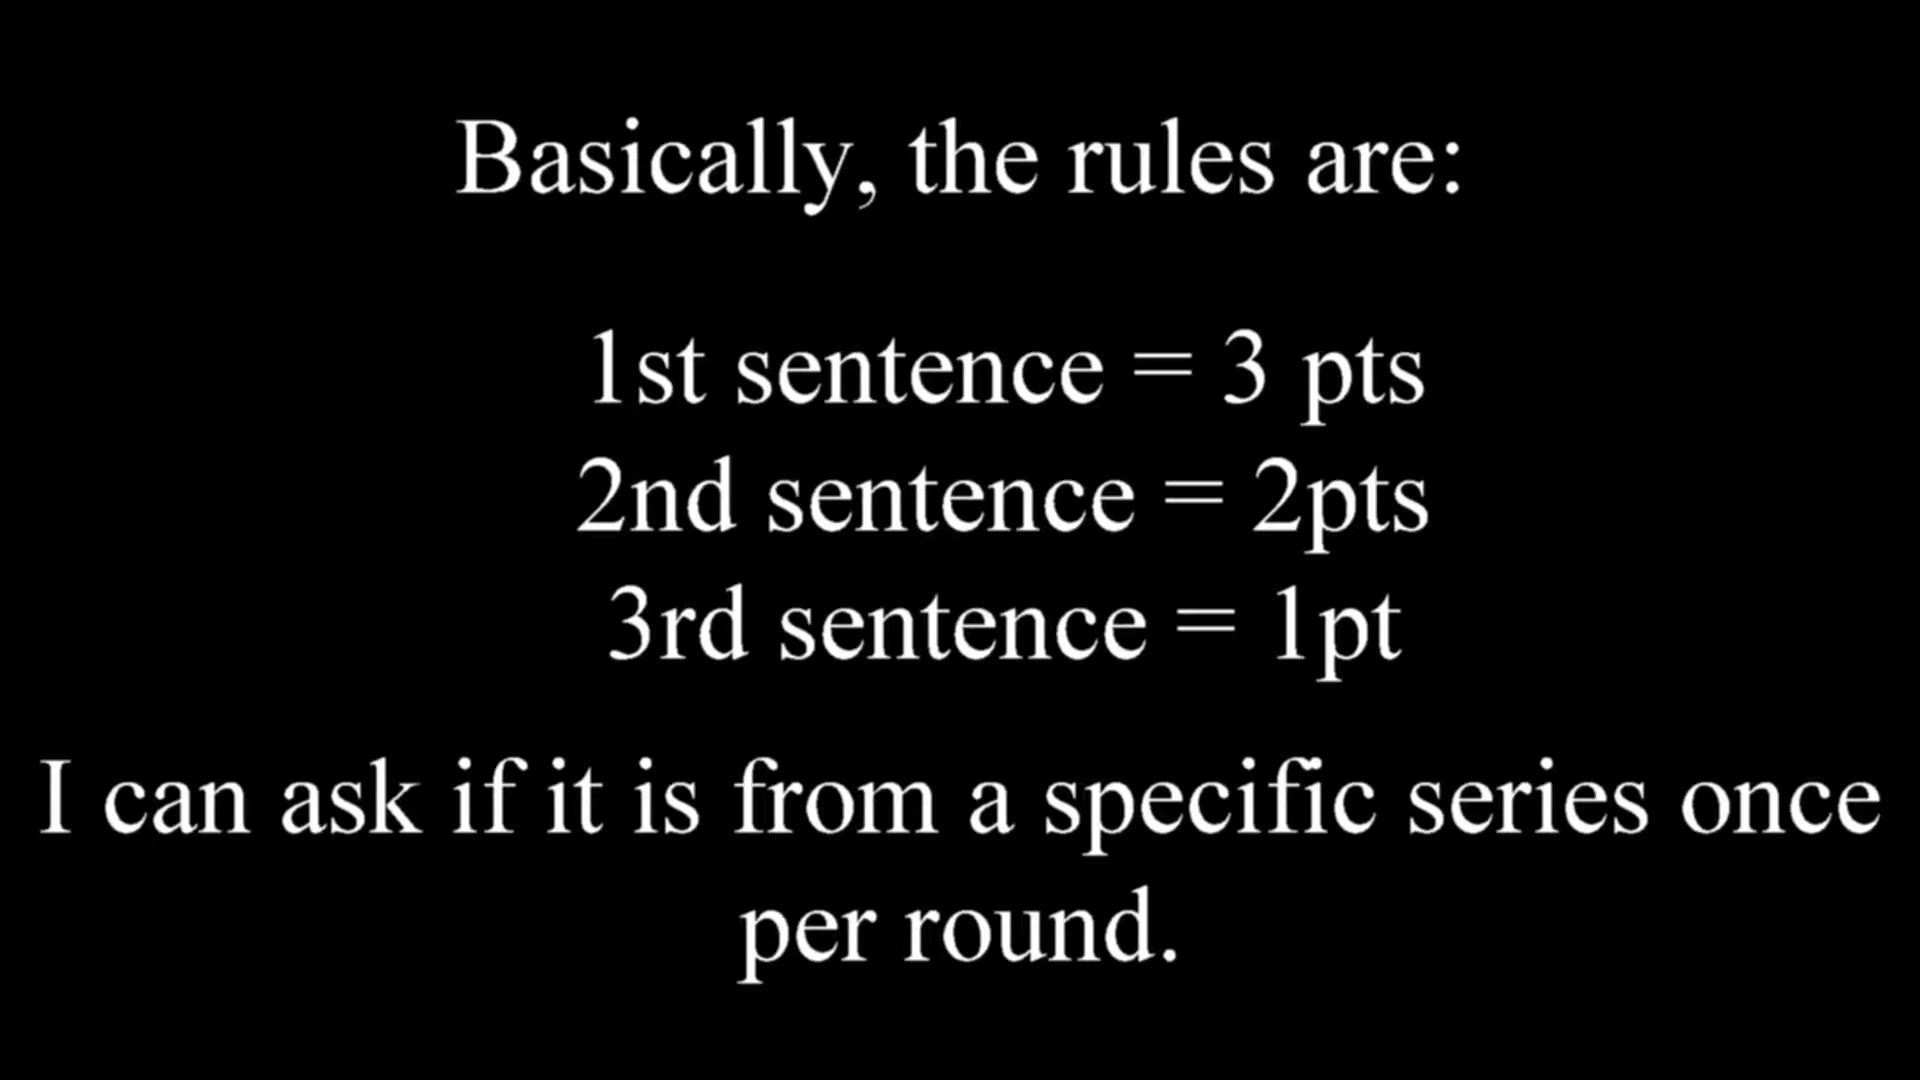 Basically, the rules are:
1st sentence = 3 pts
2nd sentence = 2pts
3rd sentence = 1pt
I can ask if it is from a specific series once
per round.